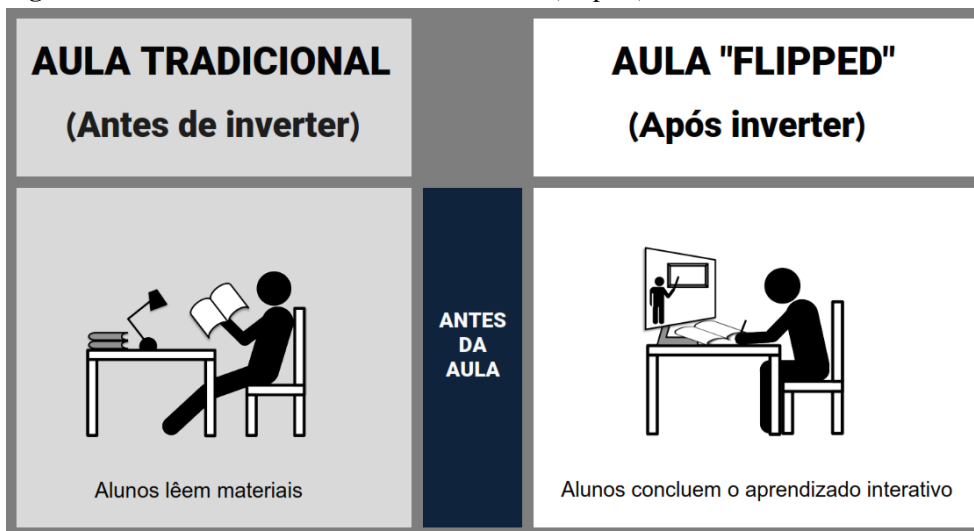 AULA TRADICIONAL
(Antes de inverter)
AULA "FLIPPED"
(Após inverter)
ANTES
DA
AULA
Alunos lêem materiais
Alunos concluem o aprendizado interativo